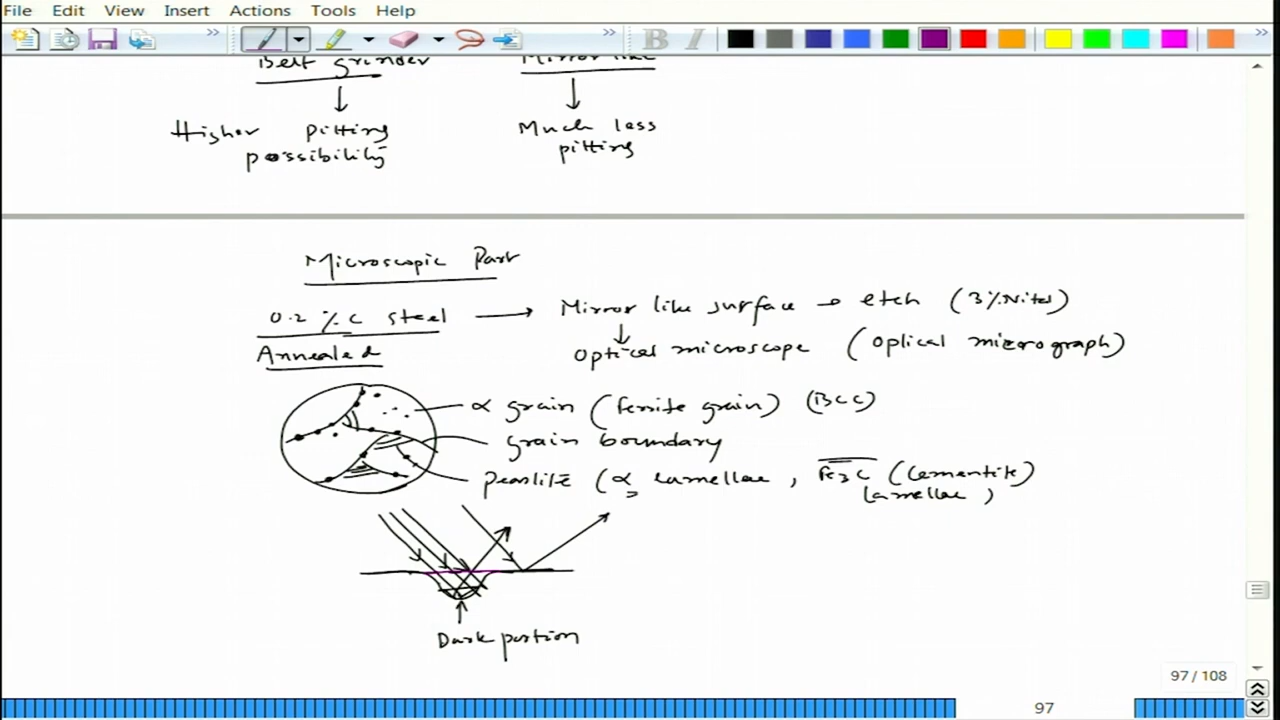 File Edit View Insert Actions Tools Help
B I
Belt grinder
Mirror like
Higher pitting
possibility
Much less
pitting
Microscopic Part
0.2 % C steel → Mirror like surface → etch (3% Nital)
Annealed
Optical microscope (Optical micrograph)
α grain (ferrite grain) (BCC)
grain boundary
pearlite (α lamellae, Fe3C (Cementite)
lamellae)
Dark portion
97 / 108
97